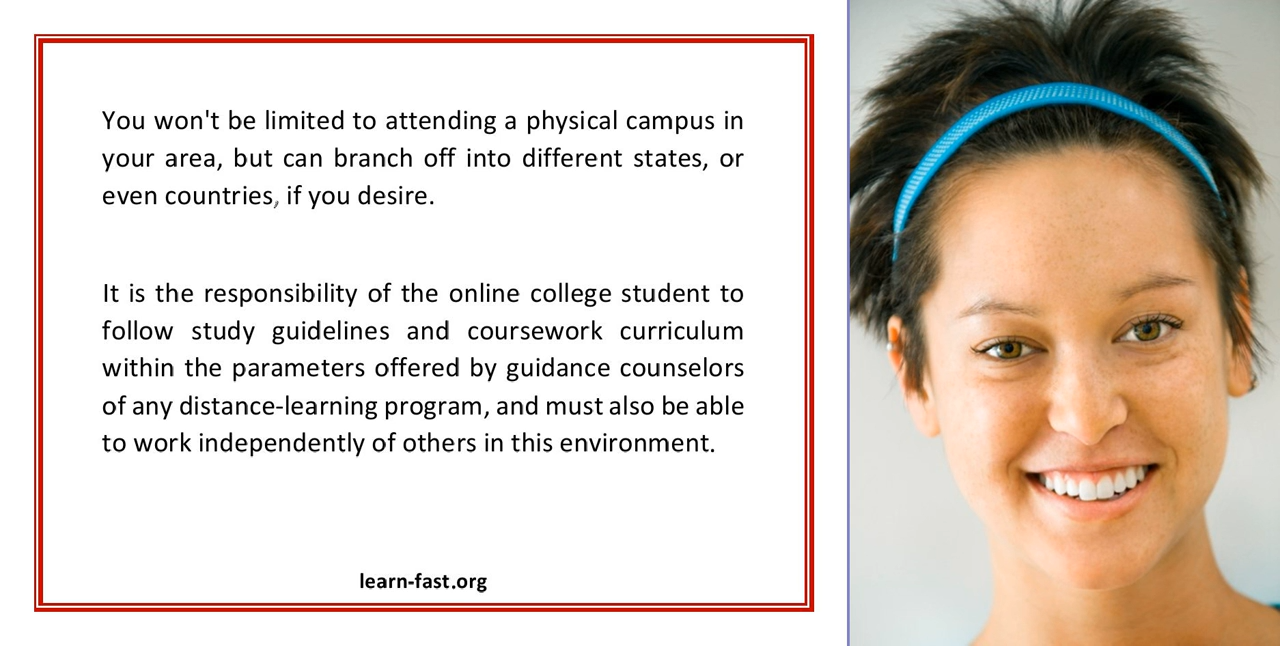 You won't be limited to attending a physical campus in
your area, but can branch off into different states, or
even countries, if you desire.
It is the responsibility of the online college student to
follow study guidelines and coursework curriculum
within the parameters offered by guidance counselors
of any distance-learning program, and must also be able
to work independently of others in this environment.
learn-fast.org